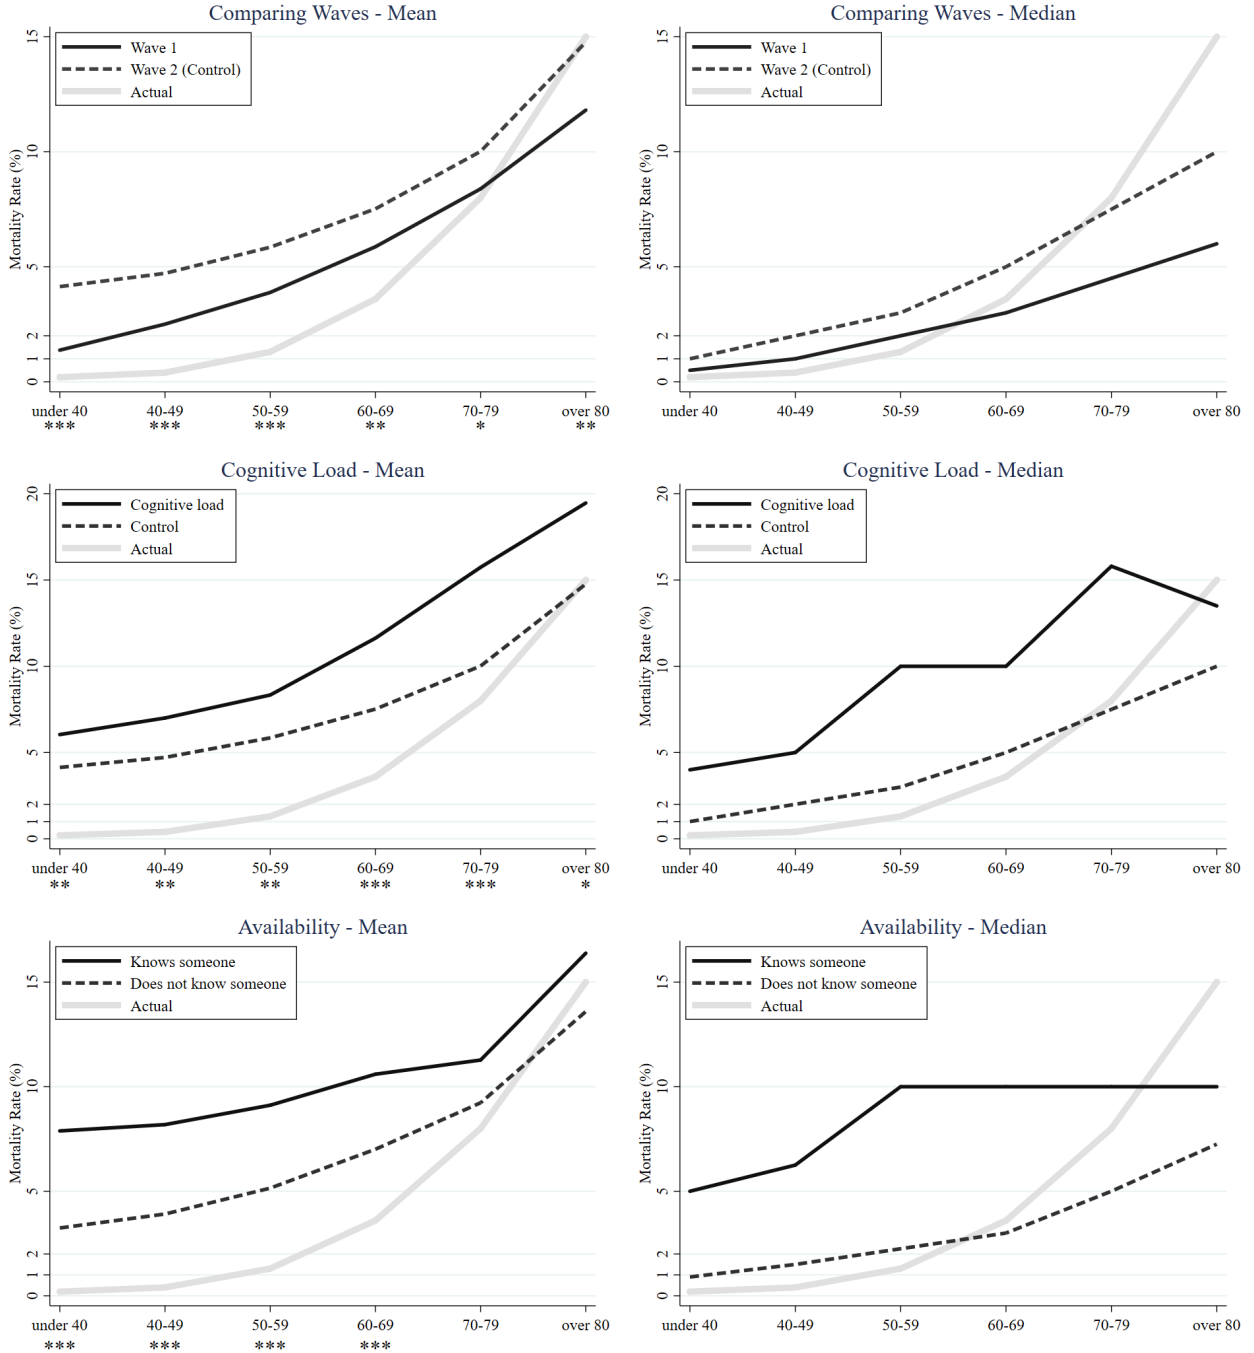 Comparing Waves - Mean
Wave 1
Wave 2 (Control)
Actual
Mortality Rate (%)
15
10
5
2
1
0
under 40 40-49 50-59 60-69 70-79 over 80
*** *** *** ** * **
Comparing Waves - Median
Wave 1
Wave 2 (Control)
Actual
Mortality Rate (%)
15
10
5
2
1
0
under 40 40-49 50-59 60-69 70-79 over 80
Cognitive Load - Mean
Cognitive load
Control
Actual
Mortality Rate (%)
20
15
10
5
2
1
0
under 40 40-49 50-59 60-69 70-79 over 80
** ** ** *** *** *
Cognitive Load - Median
Cognitive load
Control
Actual
Mortality Rate (%)
20
15
10
5
2
1
0
under 40 40-49 50-59 60-69 70-79 over 80
Availability - Mean
Knows someone
Does not know someone
Actual
Mortality Rate (%)
15
10
5
2
1
0
under 40 40-49 50-59 60-69 70-79 over 80
*** *** *** ***
Availability - Median
Knows someone
Does not know someone
Actual
Mortality Rate (%)
15
10
5
2
1
0
under 40 40-49 50-59 60-69 70-79 over 80